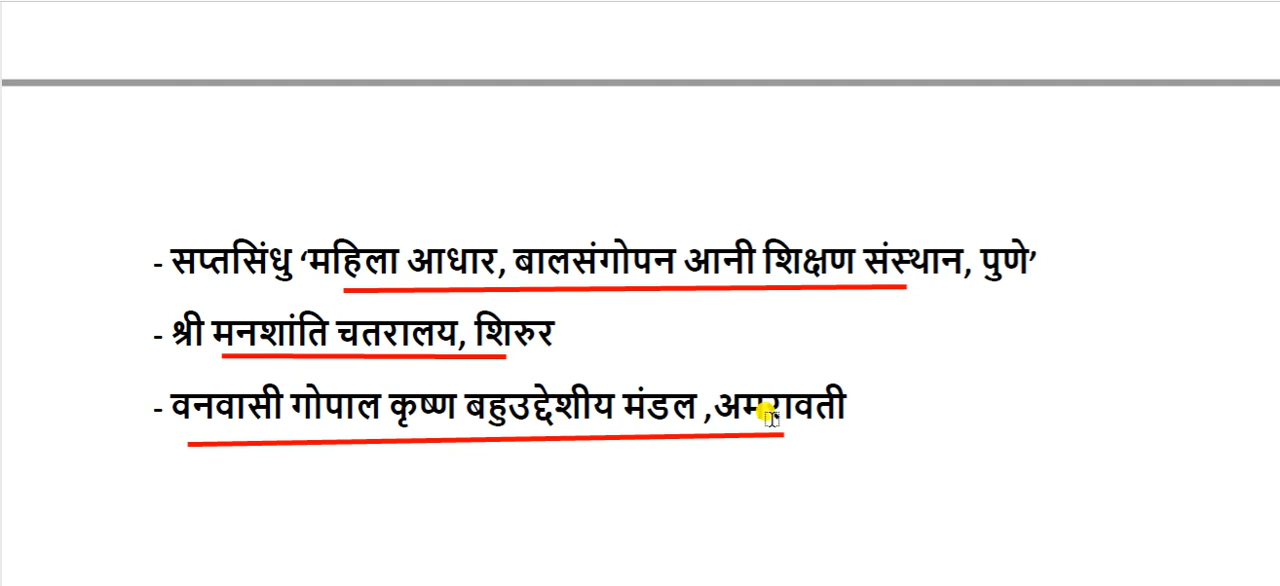 - सप्तसिंधु ‘महिला आधार, बालसंगोपन आनी शिक्षण संस्थान, पुणे’
- श्री मनशांति चतरालय, शिरुर
- वनवासी गोपाल कृष्ण बहुउद्देशीय मंडल ,अमरावती